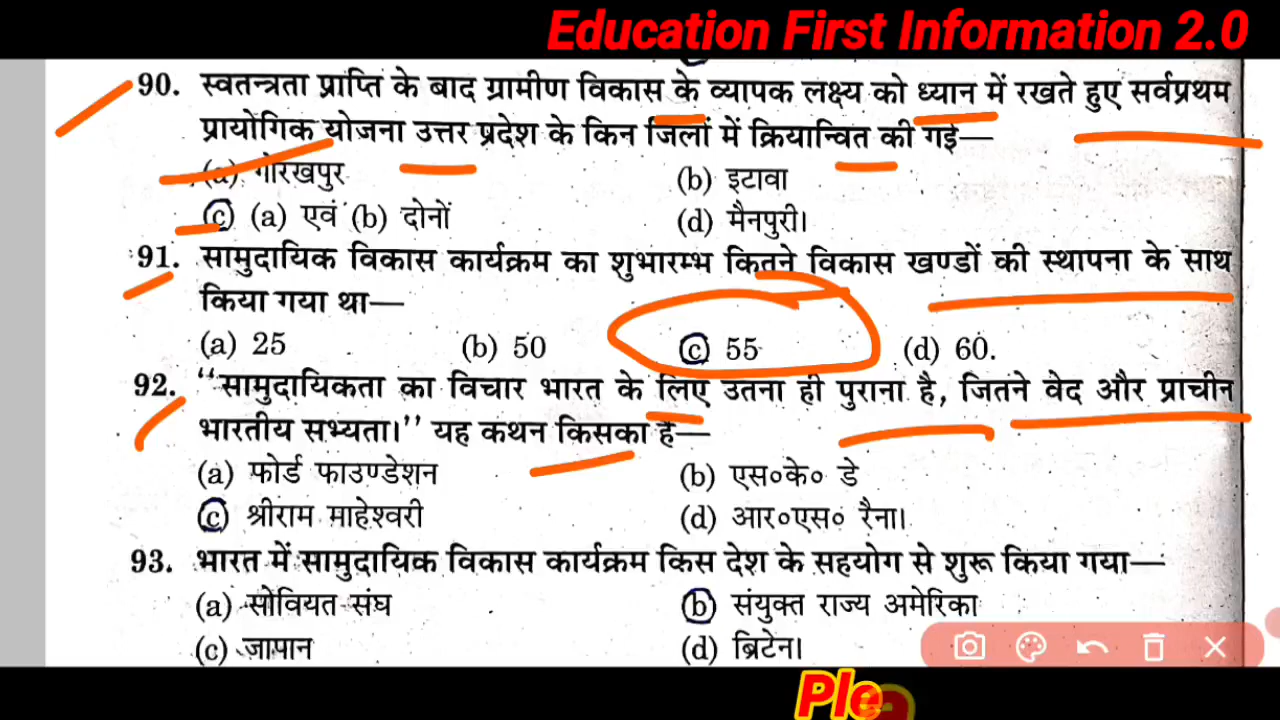 Education First Information 2.0
90. स्वतन्त्रता प्राप्ति के बाद ग्रामीण विकास के व्यापक लक्ष्य को ध्यान में रखते हुए सर्वप्रथम
प्रायोगिक योजना उत्तर प्रदेश के किन जिलों में क्रियान्वित की गई—
(a) गोरखपुर (b) इटावा
(c) (a) एवं (b) दोनों (d) मैनपुरी।
91. सामुदायिक विकास कार्यक्रम का शुभारम्भ कितने विकास खण्डों की स्थापना के साथ
किया गया था—
(a) 25 (b) 50 (c) 55 (d) 60.
92. ‘‘सामुदायिकता का विचार भारत के लिए उतना ही पुराना है, जितने वेद और प्राचीन
भारतीय सभ्यता।’’ यह कथन किसका है—
(a) फोर्ड फाउण्डेशन (b) एस०के० डे
(c) श्रीराम माहेश्वरी (d) आर०एस० रैना।
93. भारत में सामुदायिक विकास कार्यक्रम किस देश के सहयोग से शुरू किया गया—
(a) सोवियत संघ (b) संयुक्त राज्य अमेरिका
(c) जापान (d) ब्रिटेन।